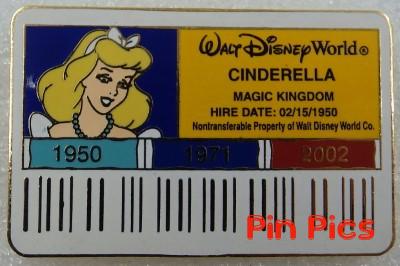 Walt Disney World®
CINDERELLA
MAGIC KINGDOM
HIRE DATE: 02/15/1950
Nontransferable Property of Walt Disney World Co.
1950 1971 2002
Pin Pics